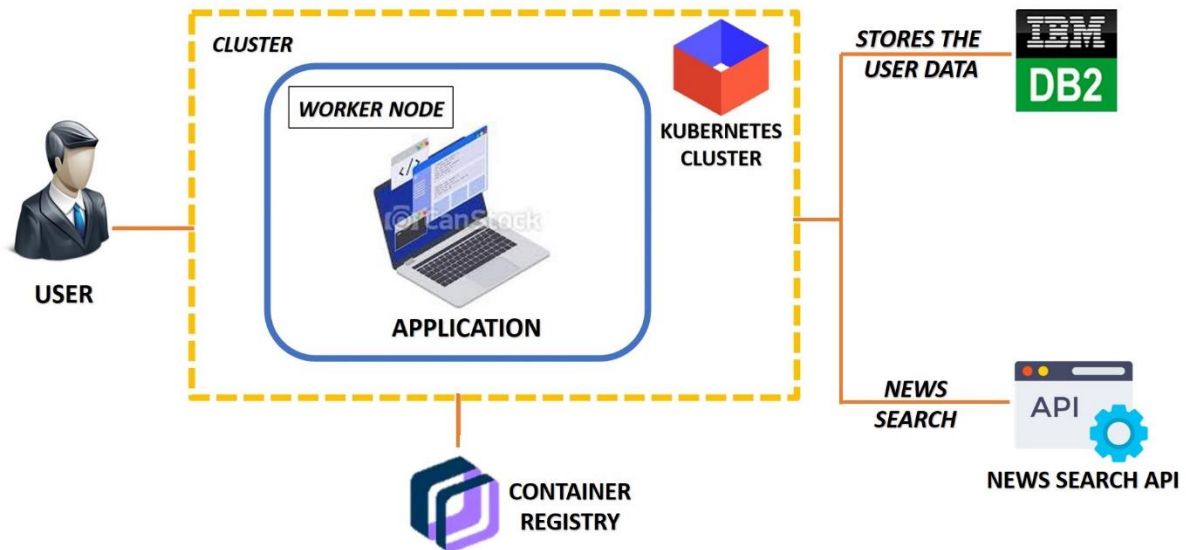 CLUSTER
WORKER NODE
</>
CanStock
APPLICATION
KUBERNETES
CLUSTER
USER
CONTAINER
REGISTRY
STORES THE
USER DATA
IBM
DB2
NEWS
SEARCH
API
NEWS SEARCH API